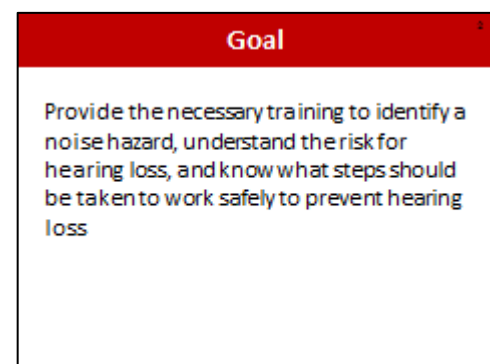 Goal
Provide the necessary training to identify a
noise hazard, understand the risk for
hearing loss, and know what steps should
be taken to work safely to prevent hearing
loss